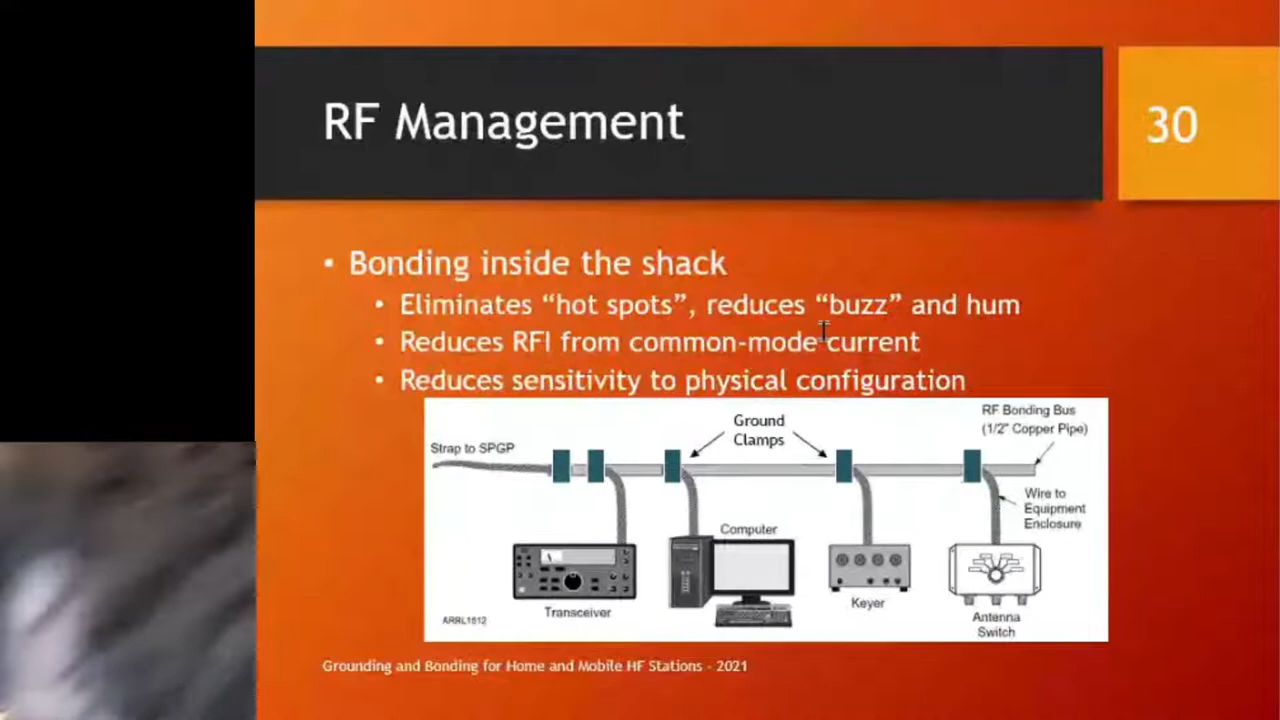 RF Management
30
• Bonding inside the shack
• Eliminates “hot spots”, reduces “buzz” and hum
• Reduces RFI from common-mode current
• Reduces sensitivity to physical configuration
RF Bonding Bus
(1/2" Copper Pipe)
Ground
Clamps
Strap to SPGP
Wire to
Equipment
Enclosure
Computer
Transceiver
Keyer
Antenna
Switch
ARRL1612
Grounding and Bonding for Home and Mobile HF Stations - 2021